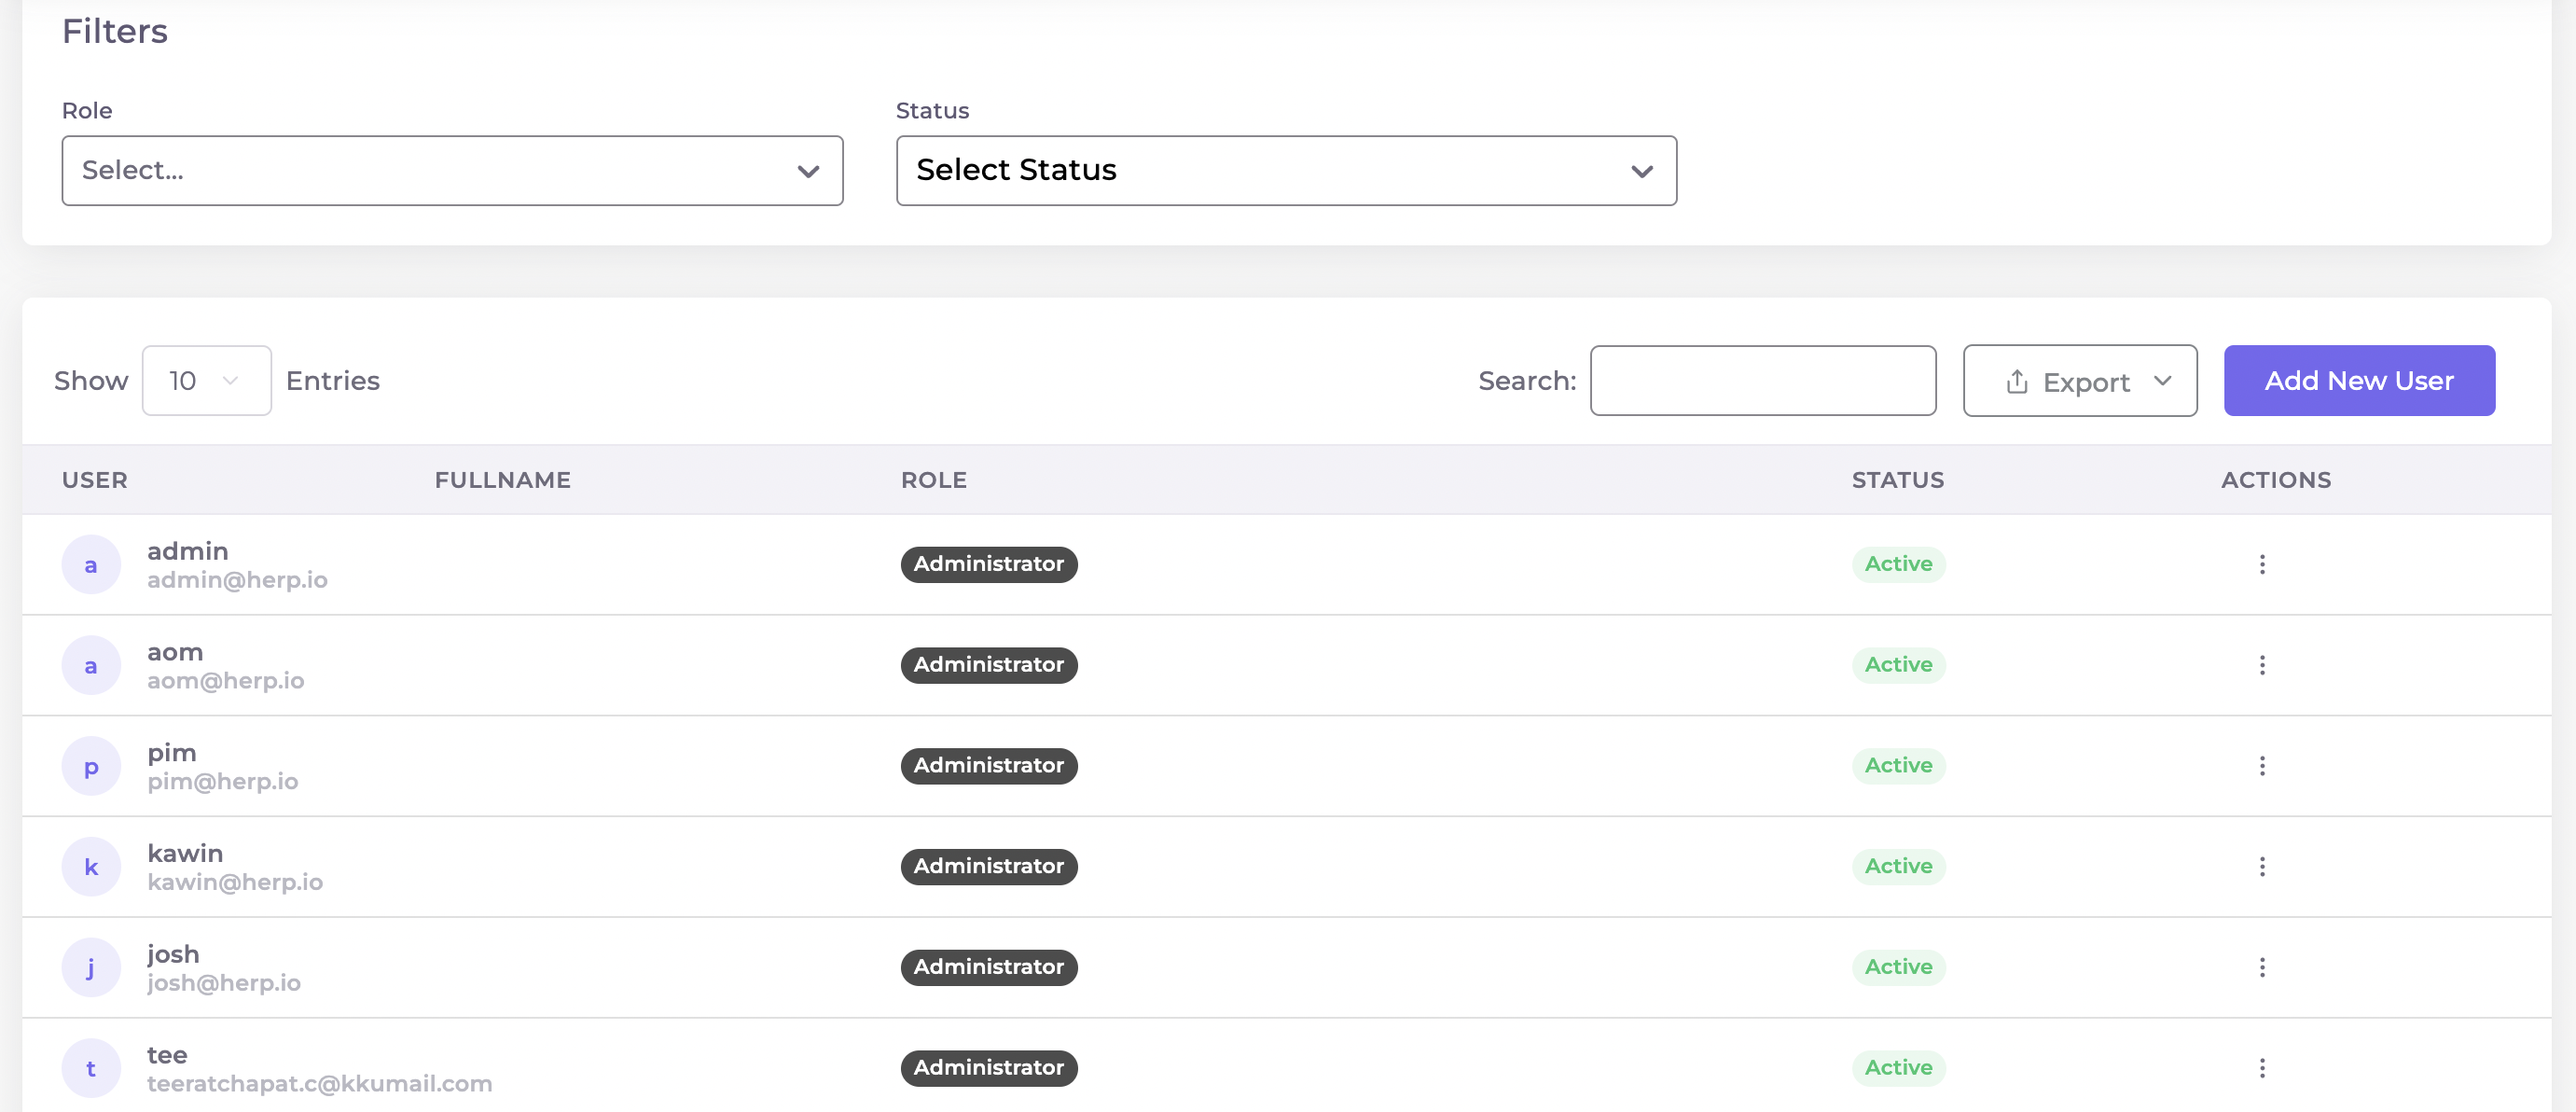 Filters
Role Status
Select... Select Status
Show 10 Entries Search: Export Add New User
USER FULLNAME ROLE STATUS ACTIONS
a admin Administrator Active
admin@herp.io
a aom Administrator Active
aom@herp.io
p pim Administrator Active
pim@herp.io
k kawin Administrator Active
kawin@herp.io
j josh Administrator Active
josh@herp.io
t tee Administrator Active
teeratchapat.c@kkumail.com